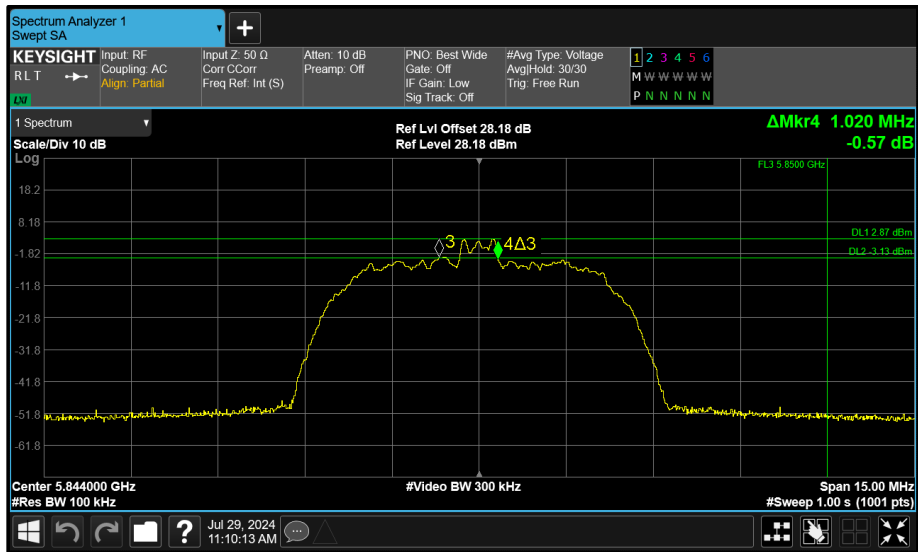 Spectrum Analyzer 1
Swept SA
KEYSIGHT
R L T
LXI
Input: RF
Coupling: AC
Align: Partial
Input Z: 50 Ω
Corr CCorr
Freq Ref: Int (S)
Atten: 10 dB
Preamp: Off
PNO: Best Wide
Gate: Off
IF Gain: Low
Sig Track: Off
#Avg Type: Voltage
Avg|Hold: 30/30
Trig: Free Run
1 2 3 4 5 6
M W W W W W
P N N N N N
1 Spectrum
Scale/Div 10 dB
Ref Lvl Offset 28.18 dB
Ref Level 28.18 dBm
ΔMkr4 1.020 MHz
-0.57 dB
Log
FL3 5.8500 GHz
18.2
8.18
DL1 2.87 dBm
3
4Δ3
-1.82
DL2 -3.13 dBm
-11.8
-21.8
-31.8
-41.8
-51.8
-61.8
Center 5.844000 GHz
#Video BW 300 kHz
Span 15.00 MHz
#Res BW 100 kHz
#Sweep 1.00 s (1001 pts)
?
Jul 29, 2024
11:10:13 AM